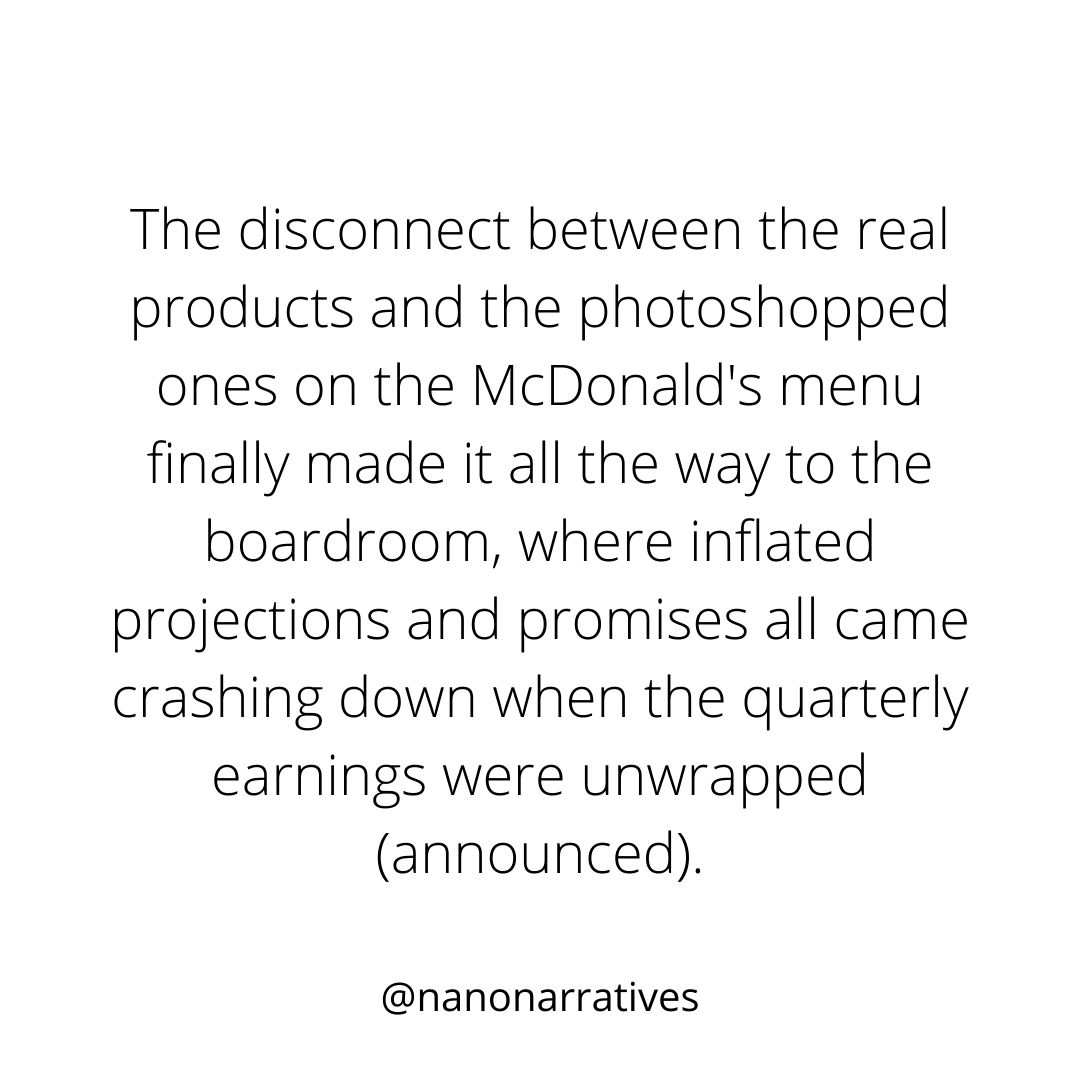 The disconnect between the real
products and the photoshopped
ones on the McDonald's menu
finally made it all the way to the
boardroom, where inflated
projections and promises all came
crashing down when the quarterly
earnings were unwrapped
(announced).
@nanonarratives